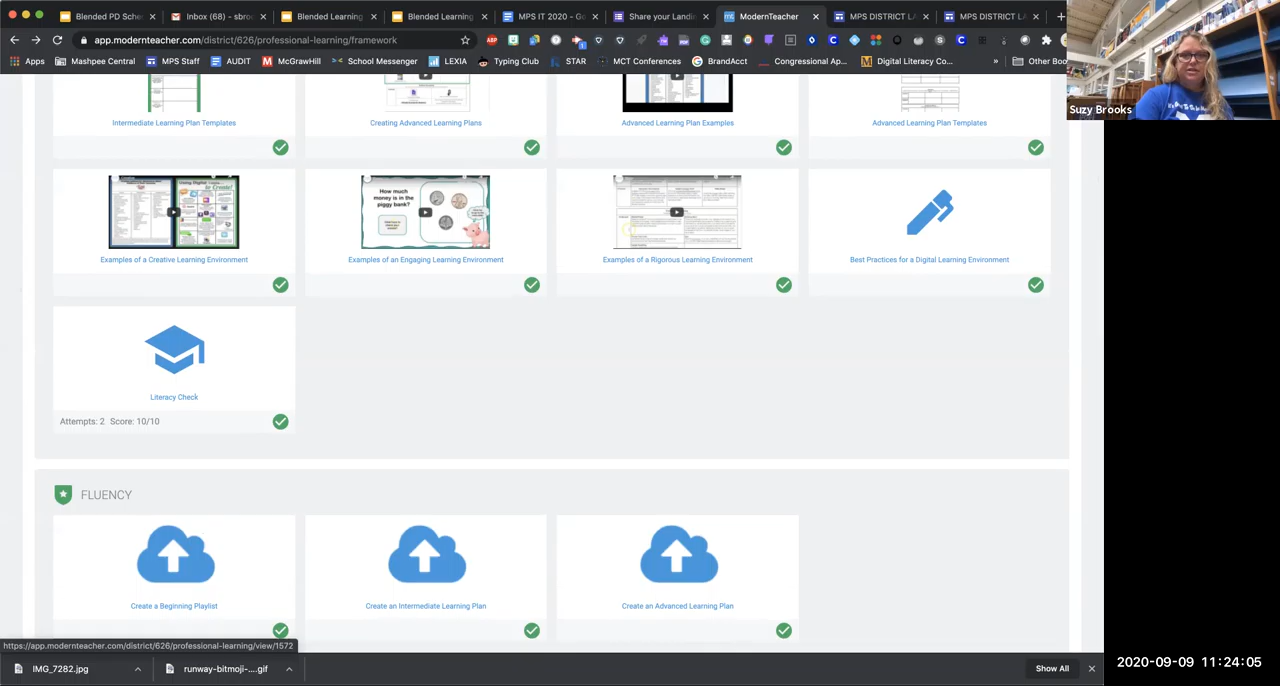 Blended PD Sche
Inbox (68) - sbro
Blended Learning
Blended Learning
MPS IT 2020 - Go
Share your Landi
ModernTeacher
MPS DISTRICT LA
MPS DISTRICT LA
app.modernteacher.com/district/626/professional-learning/framework
Apps
Mashpee Central
MPS Staff
AUDIT
McGrawHill
School Messenger
LEXIA
Typing Club
STAR
MCT Conferences
BrandAcct
Congressional Ap...
Digital Literacy Co...
»
Other Boo
Suzy Brooks
Intermediate Learning Plan Templates
Creating Advanced Learning Plans
Advanced Learning Plan Examples
Advanced Learning Plan Templates
How much
money is in the
piggy bank?
Examples of a Creative Learning Environment
Examples of an Engaging Learning Environment
Examples of a Rigorous Learning Environment
Best Practices for a Digital Learning Environment
Literacy Check
Attempts: 2 Score: 10/10
FLUENCY
Create a Beginning Playlist
Create an Intermediate Learning Plan
Create an Advanced Learning Plan
https://app.modernteacher.com/district/626/professional-learning/view/1572
IMG_7282.jpg
runway-bitmoji-....gif
Show All
2020-09-09 11:24:05